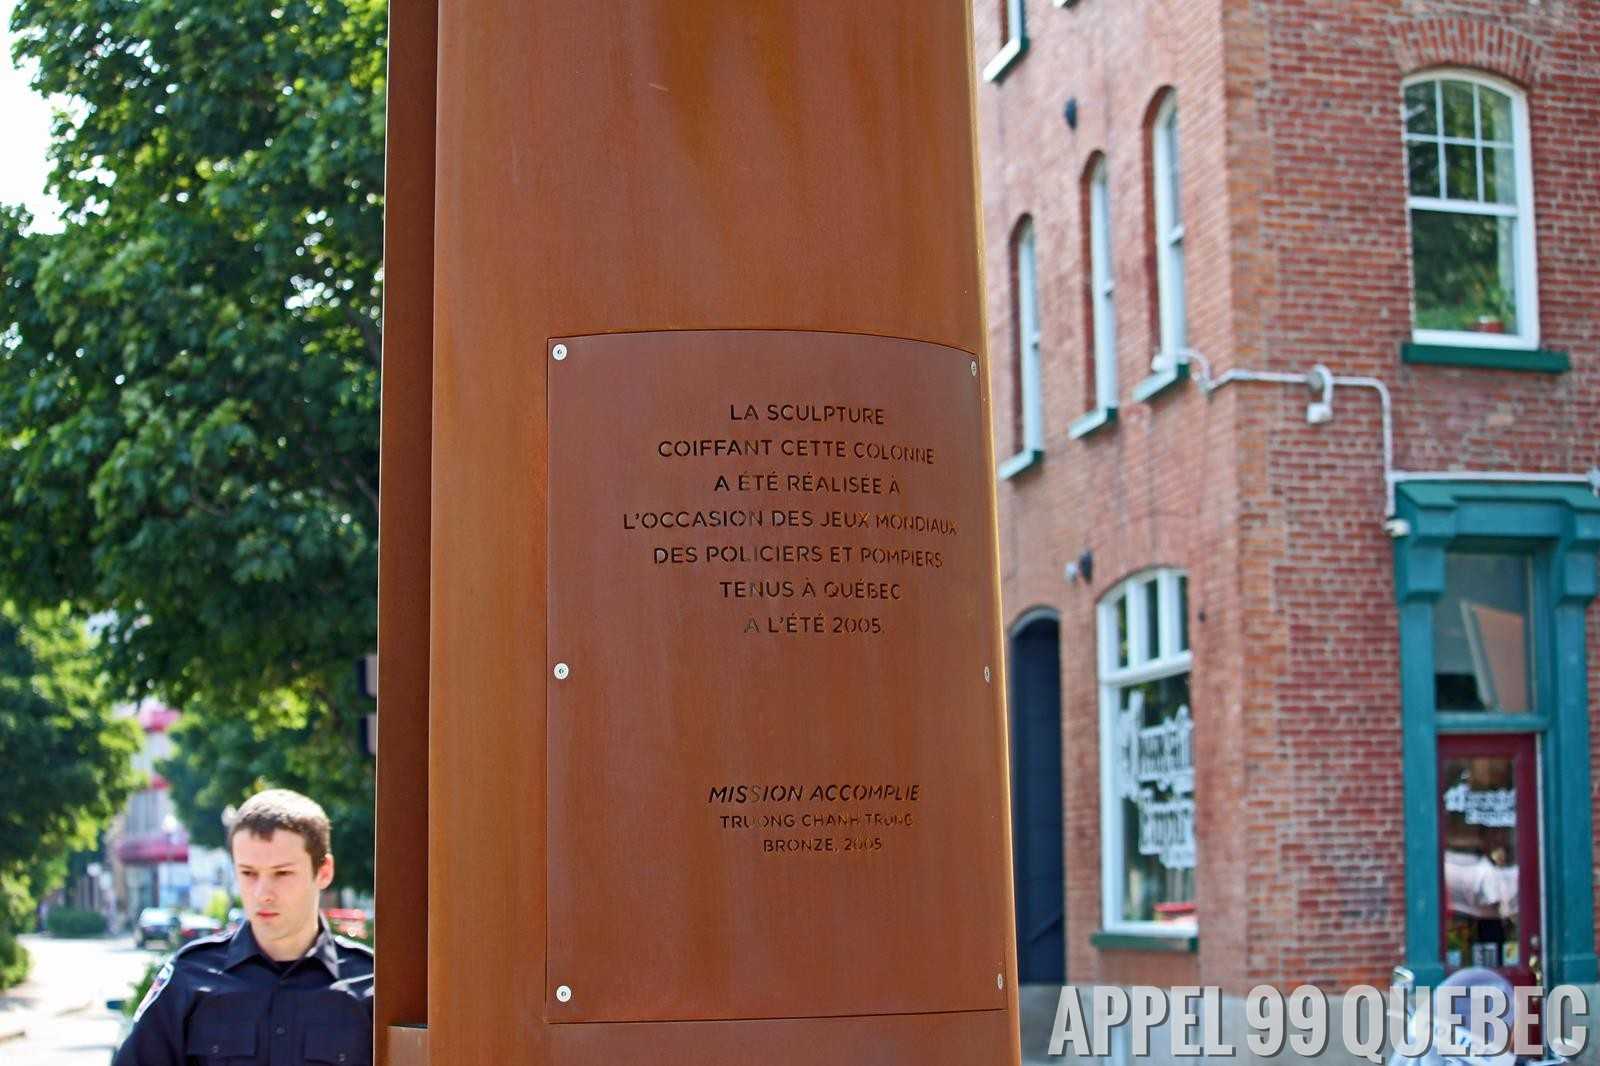 LA SCULPTURE
COIFFANT CETTE COLONNE
A ÉTÉ RÉALISÉE À
L'OCCASION DES JEUX MONDIAUX
DES POLICIERS ET POMPIERS
TENUS À QUÉBEC
A L'ÉTÉ 2005.
MISSION ACCOMPLIE
TRUONG CHANH TRUNG
BRONZE, 2005
APPEL 99 QUEBEC